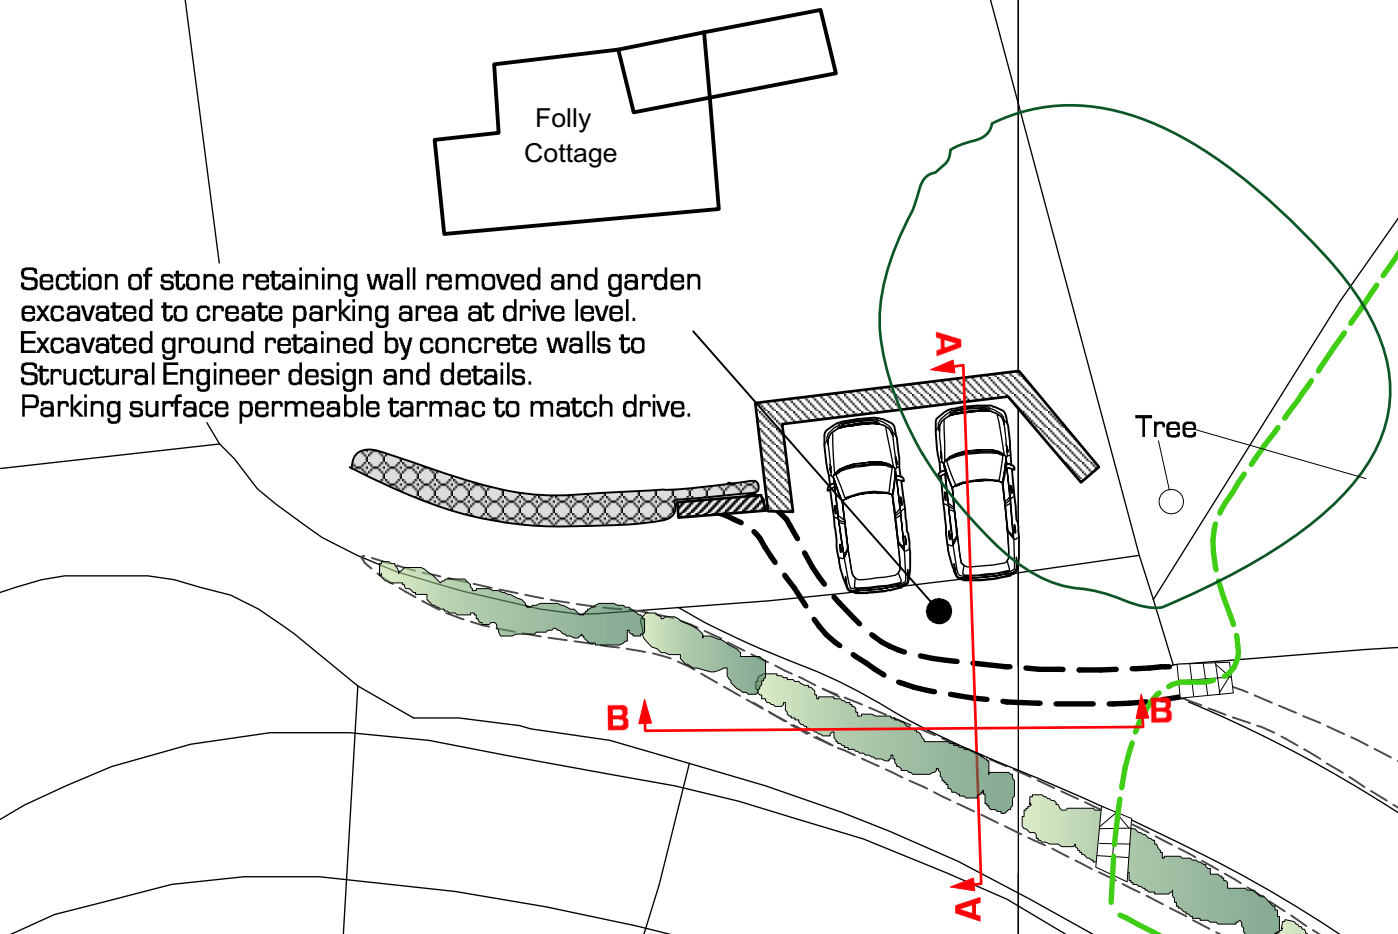 Folly
Cottage
Section of stone retaining wall removed and garden
excavated to create parking area at drive level.
Excavated ground retained by concrete walls to
Structural Engineer design and details.
Parking surface permeable tarmac to match drive.
A
Tree
B
B
A